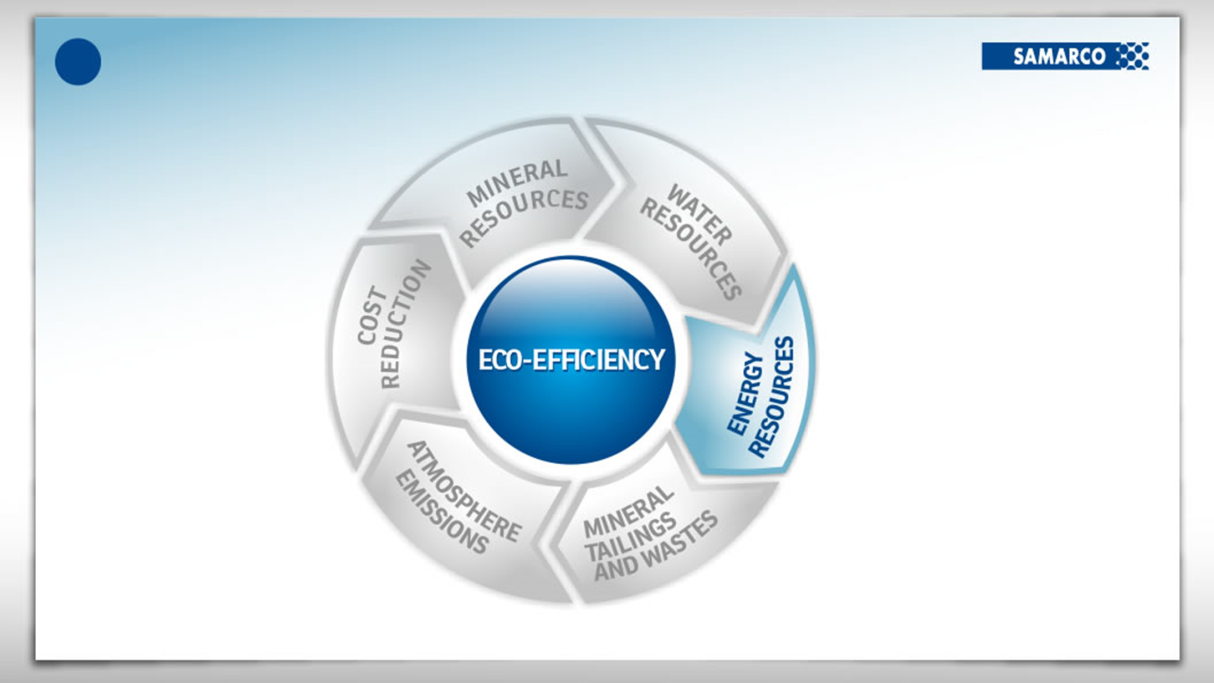 SAMARCO
MINERAL
RESOURCES
WATER
RESOURCES
COST
REDUCTION
ECO-EFFICIENCY
ENERGY
RESOURCES
ATMOSPHERE
EMISSIONS
MINERAL
TAILINGS
AND WASTES